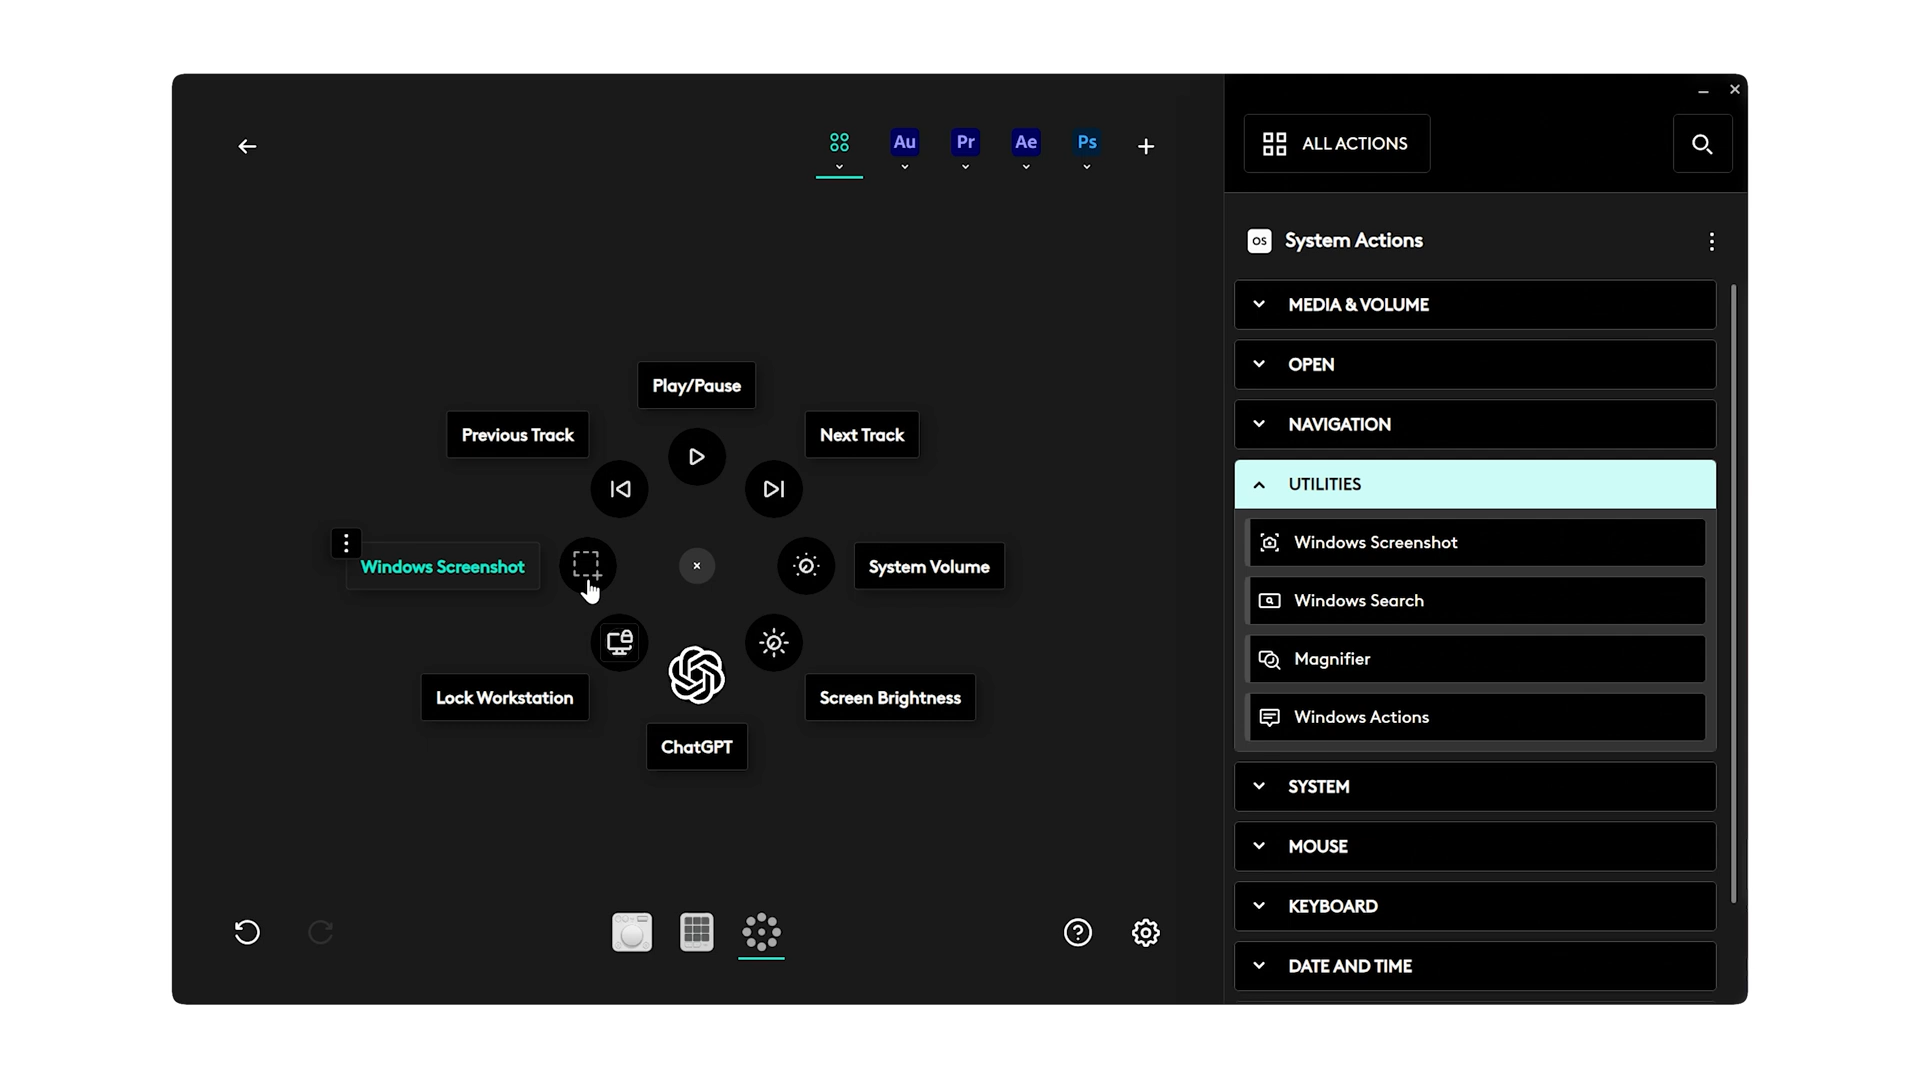 Au
Pr
Ae
Ps
ALL ACTIONS
OS
System Actions
MEDIA & VOLUME
OPEN
NAVIGATION
UTILITIES
Windows Screenshot
Windows Search
Magnifier
Windows Actions
SYSTEM
MOUSE
KEYBOARD
DATE AND TIME
Play/Pause
Previous Track
Next Track
Windows Screenshot
System Volume
Lock Workstation
Screen Brightness
ChatGPT